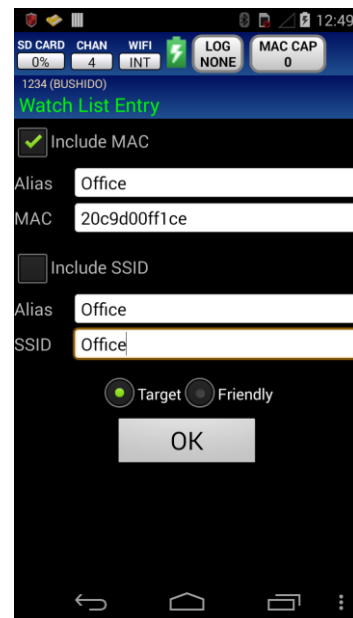 12:49
SD CARD CHAN WIFI LOG MAC CAP
0% 4 INT NONE 0
1234 (BUSHIDO)
Watch List Entry
Include MAC
Alias Office
MAC 20c9d00ff1ce
Include SSID
Alias Office
SSID Office
Target Friendly
OK